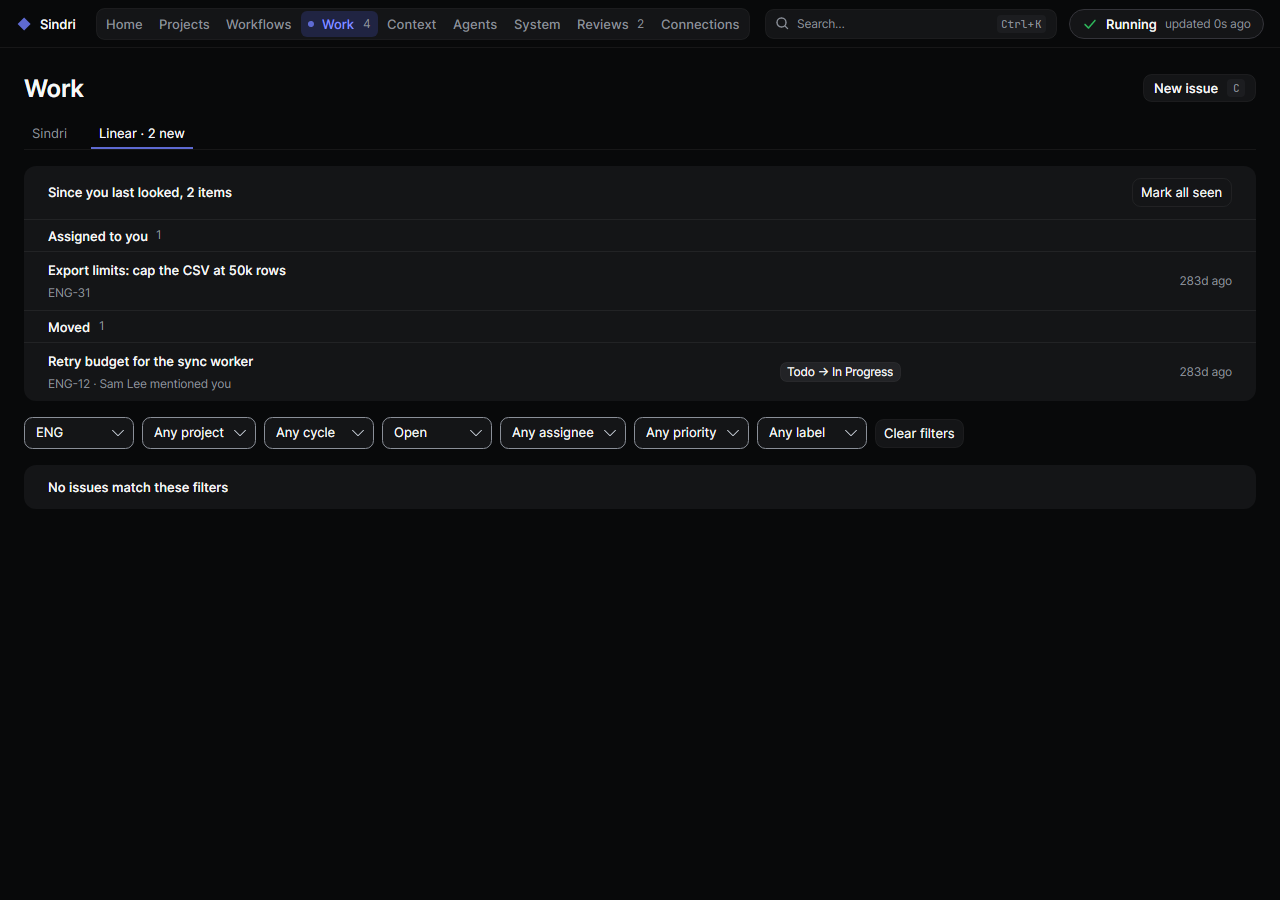 Sindri
Home Projects Workflows Work 4 Context Agents System Reviews 2 Connections
Search... Ctrl+K
Running updated 0s ago
Work
New issue C
Sindri Linear · 2 new
Since you last looked, 2 items
Mark all seen
Assigned to you 1
Export limits: cap the CSV at 50k rows
ENG-31
283d ago
Moved 1
Retry budget for the sync worker
ENG-12 · Sam Lee mentioned you
Todo → In Progress
283d ago
ENG Any project Any cycle Open Any assignee Any priority Any label Clear filters
No issues match these filters